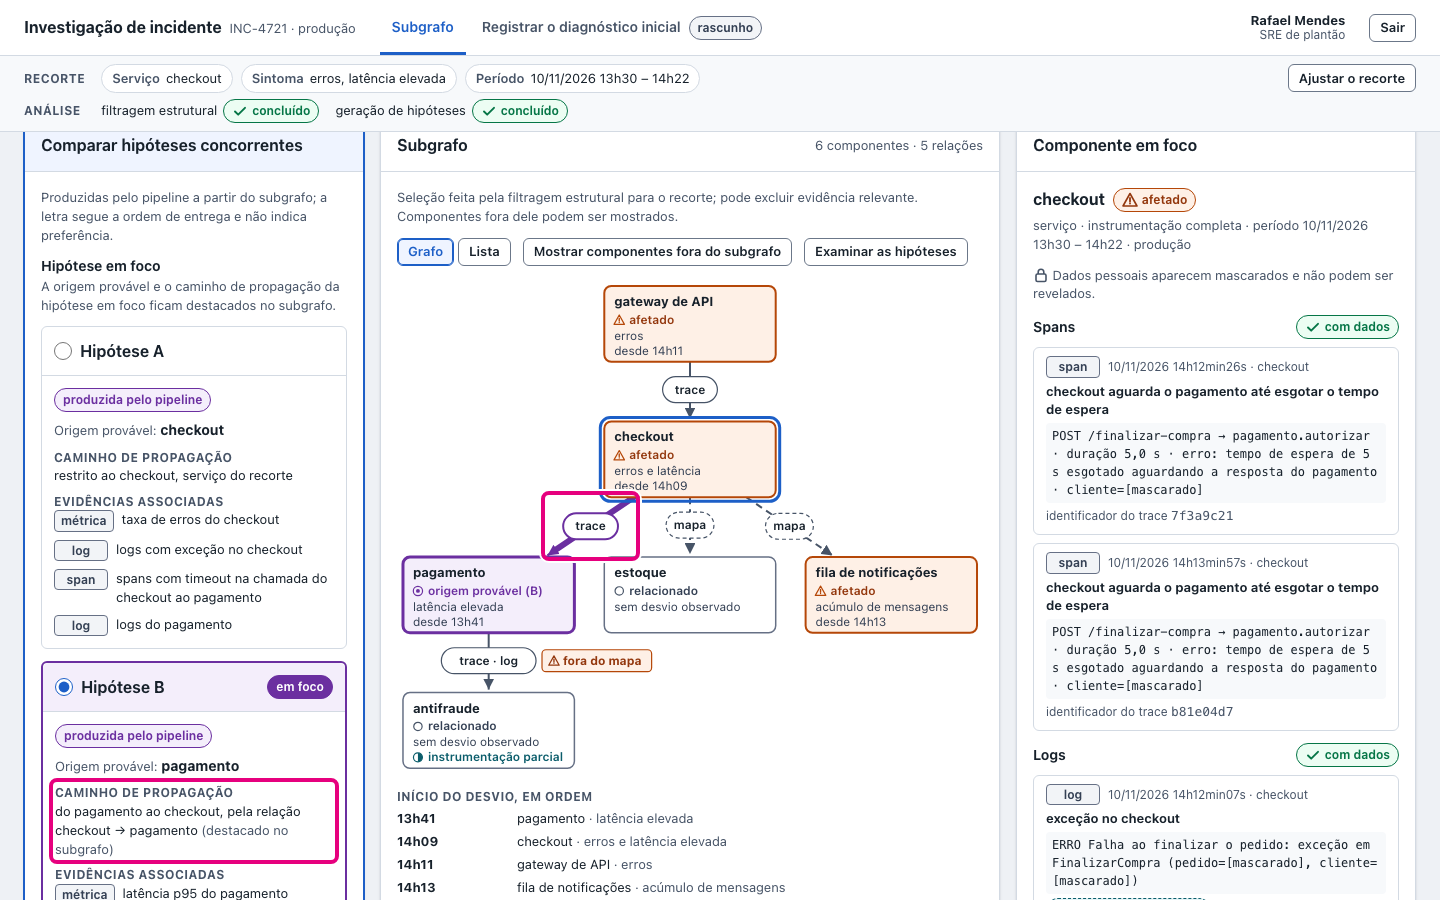 Investigação de incidente INC-4721 · produção
Subgrafo
Registrar o diagnóstico inicial rascunho
Rafael Mendes
SRE de plantão
Sair
RECORTE Serviço checkout Sintoma erros, latência elevada Período 10/11/2026 13h30 – 14h22 Ajustar o recorte
ANÁLISE filtragem estrutural concluído geração de hipóteses concluído
Comparar hipóteses concorrentes
Produzidas pelo pipeline a partir do subgrafo; a
letra segue a ordem de entrega e não indica
preferência.
Hipótese em foco
A origem provável e o caminho de propagação da
hipótese em foco ficam destacados no subgrafo.
Hipótese A
produzida pelo pipeline
Origem provável: checkout
CAMINHO DE PROPAGAÇÃO
restrito ao checkout, serviço do recorte
EVIDÊNCIAS ASSOCIADAS
métrica taxa de erros do checkout
log logs com exceção no checkout
span spans com timeout na chamada do
checkout ao pagamento
log logs do pagamento
Hipótese B em foco
produzida pelo pipeline
Origem provável: pagamento
CAMINHO DE PROPAGAÇÃO
do pagamento ao checkout, pela relação
checkout → pagamento (destacado no
subgrafo)
EVIDÊNCIAS ASSOCIADAS
métrica latência p95 do pagamento
Subgrafo 6 componentes · 5 relações
Seleção feita pela filtragem estrutural para o recorte; pode excluir evidência relevante.
Componentes fora dele podem ser mostrados.
Grafo Lista Mostrar componentes fora do subgrafo Examinar as hipóteses
gateway de API
afetado
erros
desde 14h11
trace
checkout
afetado
erros e latência
desde 14h09
trace mapa mapa
pagamento
origem provável (B)
latência elevada
desde 13h41
estoque
relacionado
sem desvio observado
fila de notificações
afetado
acúmulo de mensagens
desde 14h13
trace · log fora do mapa
antifraude
relacionado
sem desvio observado
instrumentação parcial
INÍCIO DO DESVIO, EM ORDEM
13h41 pagamento · latência elevada
14h09 checkout · erros e latência elevada
14h11 gateway de API · erros
14h13 fila de notificações · acúmulo de mensagens
Componente em foco
checkout afetado
serviço · instrumentação completa · período 10/11/2026
13h30 – 14h22 · produção
Dados pessoais aparecem mascarados e não podem ser
revelados.
Spans com dados
span 10/11/2026 14h12min26s · checkout
checkout aguarda o pagamento até esgotar o tempo
de espera
POST /finalizar-compra → pagamento.autorizar
· duração 5,0 s · erro: tempo de espera de 5
s esgotado aguardando a resposta do pagamento
· cliente=[mascarado]
identificador do trace 7f3a9c21
span 10/11/2026 14h13min57s · checkout
checkout aguarda o pagamento até esgotar o tempo
de espera
POST /finalizar-compra → pagamento.autorizar
· duração 5,0 s · erro: tempo de espera de 5
s esgotado aguardando a resposta do pagamento
· cliente=[mascarado]
identificador do trace b81e04d7
Logs com dados
log 10/11/2026 14h12min07s · checkout
exceção no checkout
ERRO Falha ao finalizar o pedido: exceção em
FinalizarCompra (pedido=[mascarado], cliente=
[mascarado])